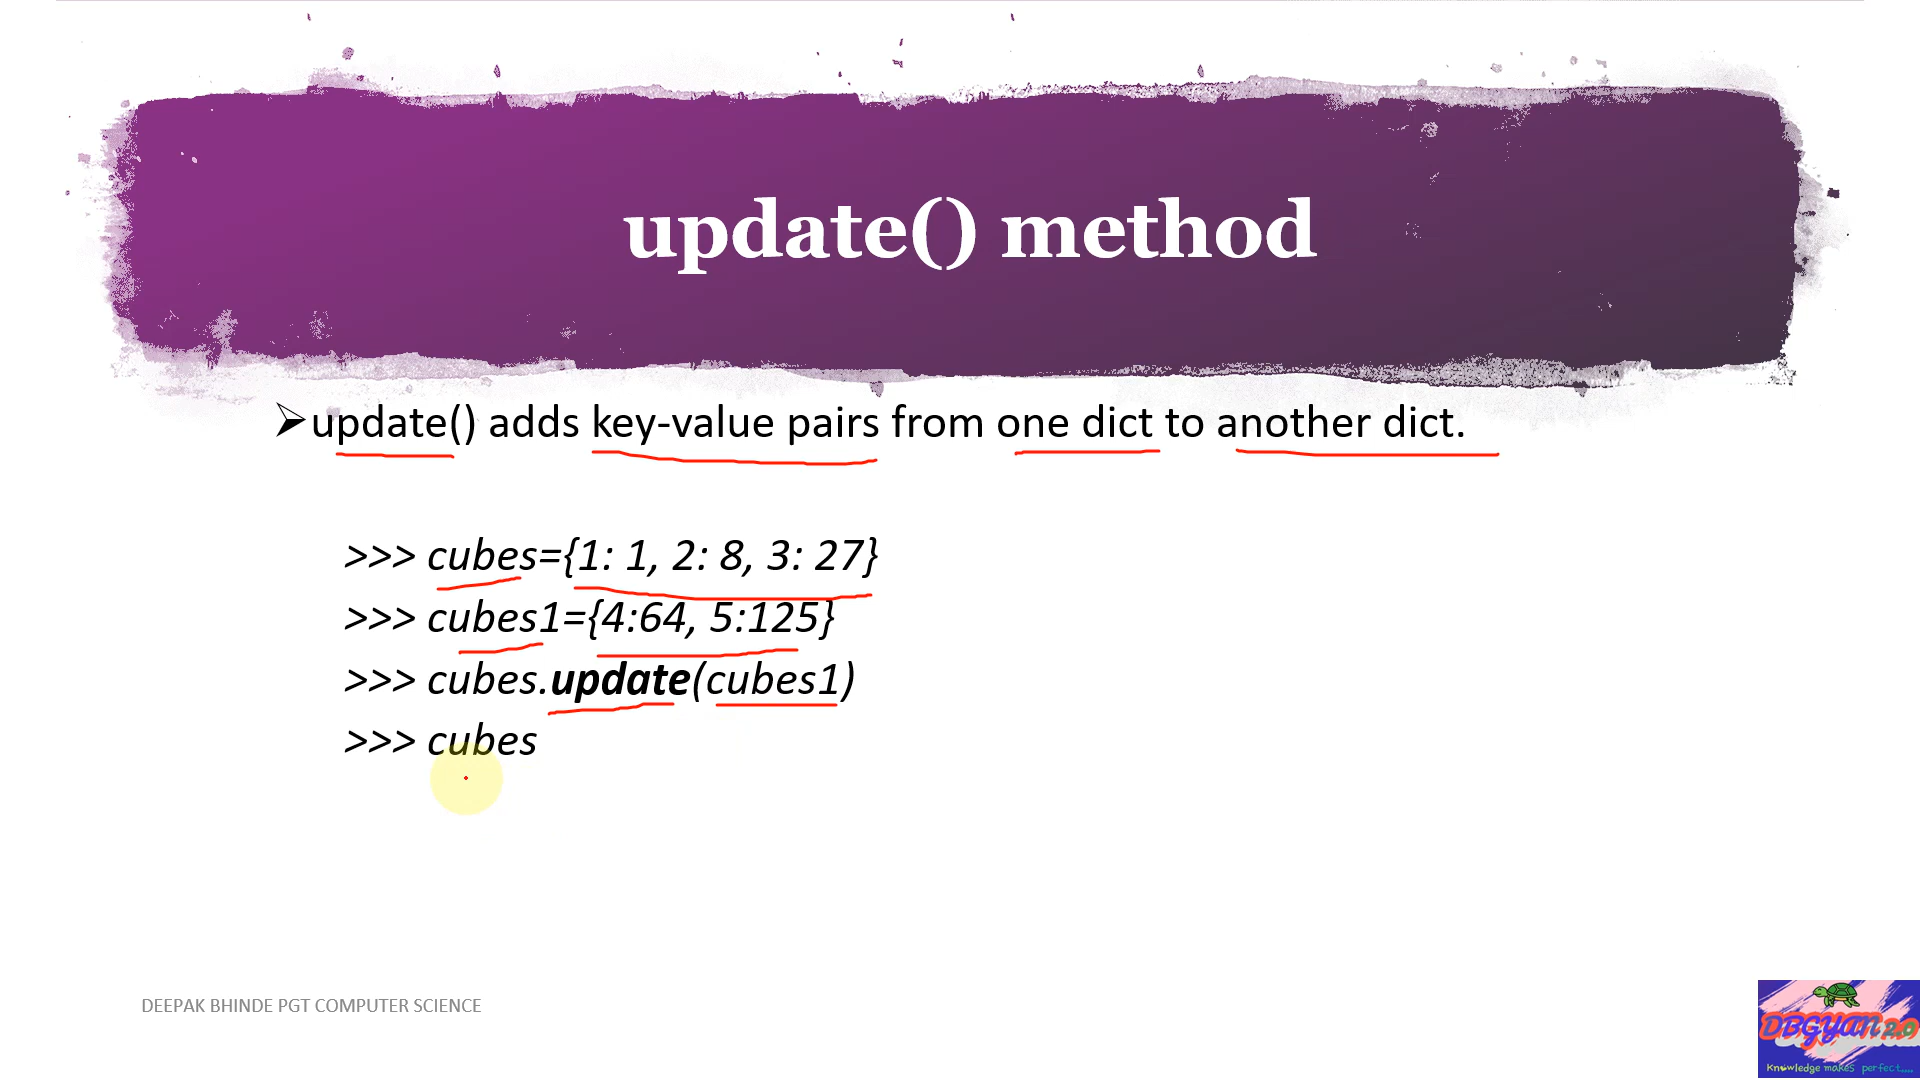 update() method
➢update() adds key-value pairs from one dict to another dict.
>>> cubes={1: 1, 2: 8, 3: 27}
>>> cubes1={4:64, 5:125}
>>> cubes.update(cubes1)
>>> cubes
DEEPAK BHINDE PGT COMPUTER SCIENCE
DBGYAN 2.0
Knowledge makes perfect....